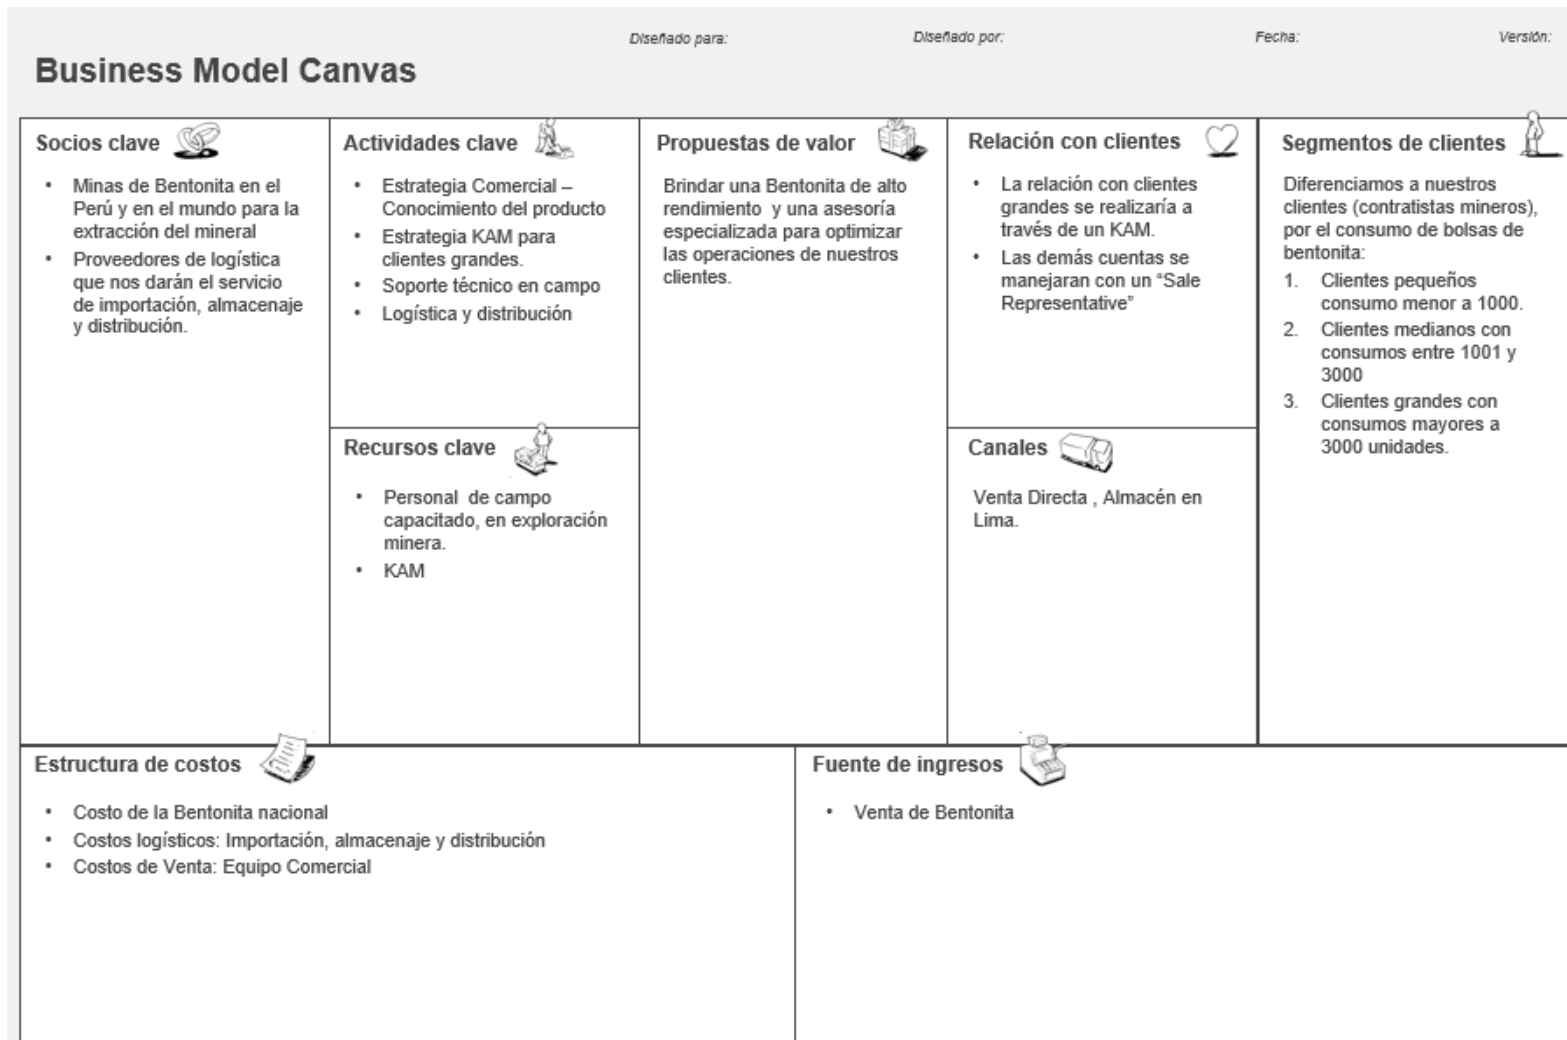 Diseñado para:
Diseñado por:
Fecha:
Versión:
Business Model Canvas
Socios clave
• Minas de Bentonita en el
Perú y en el mundo para la
extracción del mineral
• Proveedores de logística
que nos darán el servicio
de importación, almacenaje
y distribución.
Actividades clave
• Estrategia Comercial –
Conocimiento del producto
• Estrategia KAM para
clientes grandes.
• Soporte técnico en campo
• Logística y distribución
Recursos clave
• Personal de campo
capacitado, en exploración
minera.
• KAM
Propuestas de valor
Brindar una Bentonita de alto
rendimiento y una asesoría
especializada para optimizar
las operaciones de nuestros
clientes.
Relación con clientes
• La relación con clientes
grandes se realizaría a
través de un KAM.
• Las demás cuentas se
manejaran con un “Sale
Representative”
Canales
Venta Directa , Almacén en
Lima.
Segmentos de clientes
Diferenciamos a nuestros
clientes (contratistas mineros),
por el consumo de bolsas de
bentonita:
1. Clientes pequeños
consumo menor a 1000.
2. Clientes medianos con
consumos entre 1001 y
3000
3. Clientes grandes con
consumos mayores a
3000 unidades.
Estructura de costos
• Costo de la Bentonita nacional
• Costos logísticos: Importación, almacenaje y distribución
• Costos de Venta: Equipo Comercial
Fuente de ingresos
• Venta de Bentonita